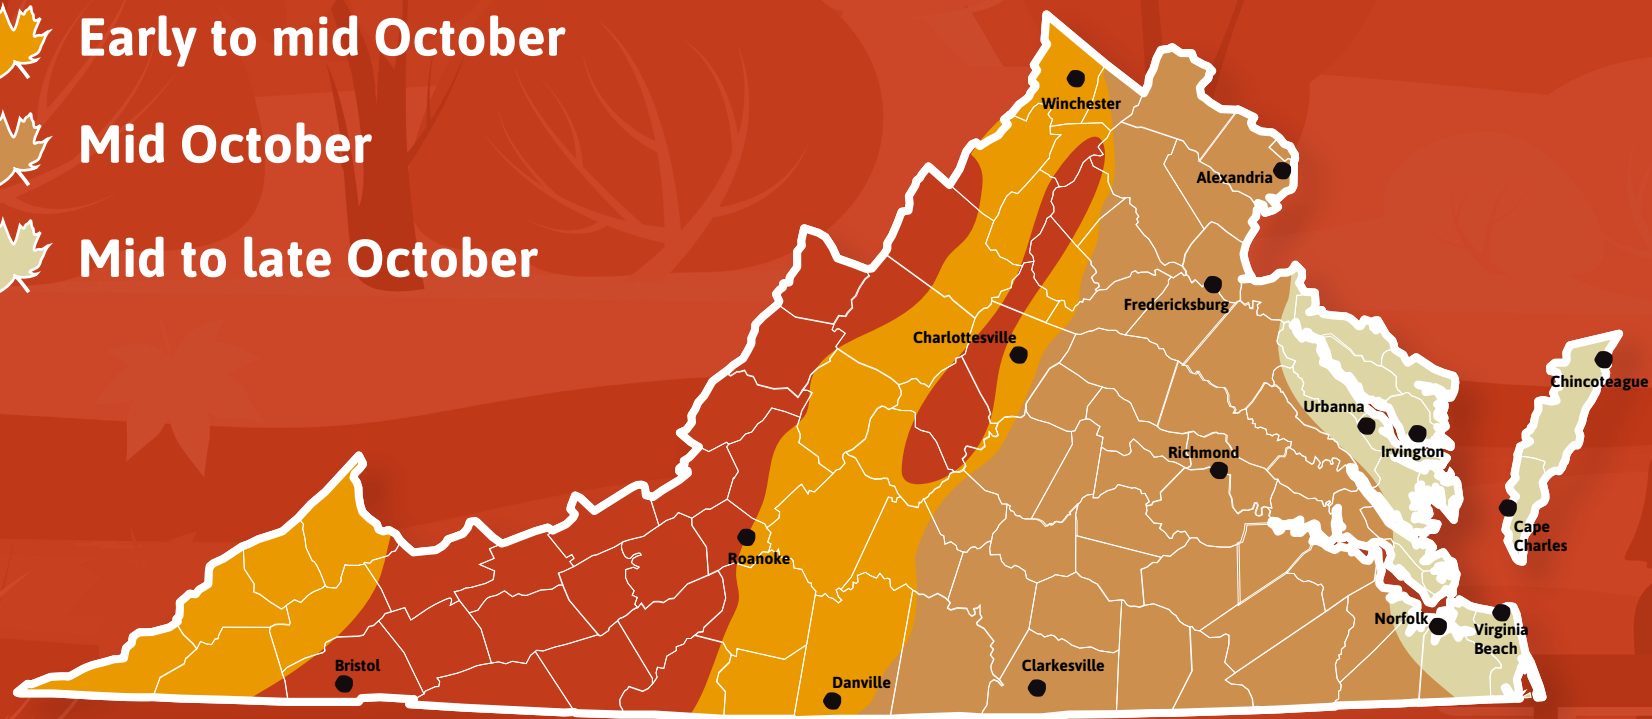 Early to mid October
Mid October
Mid to late October
Winchester
Alexandria
Fredericksburg
Charlottesville
Chincoteague
Urbanna
Irvington
Richmond
Cape
Charles
Roanoke
Norfolk
Virginia
Beach
Bristol
Clarkesville
Danville